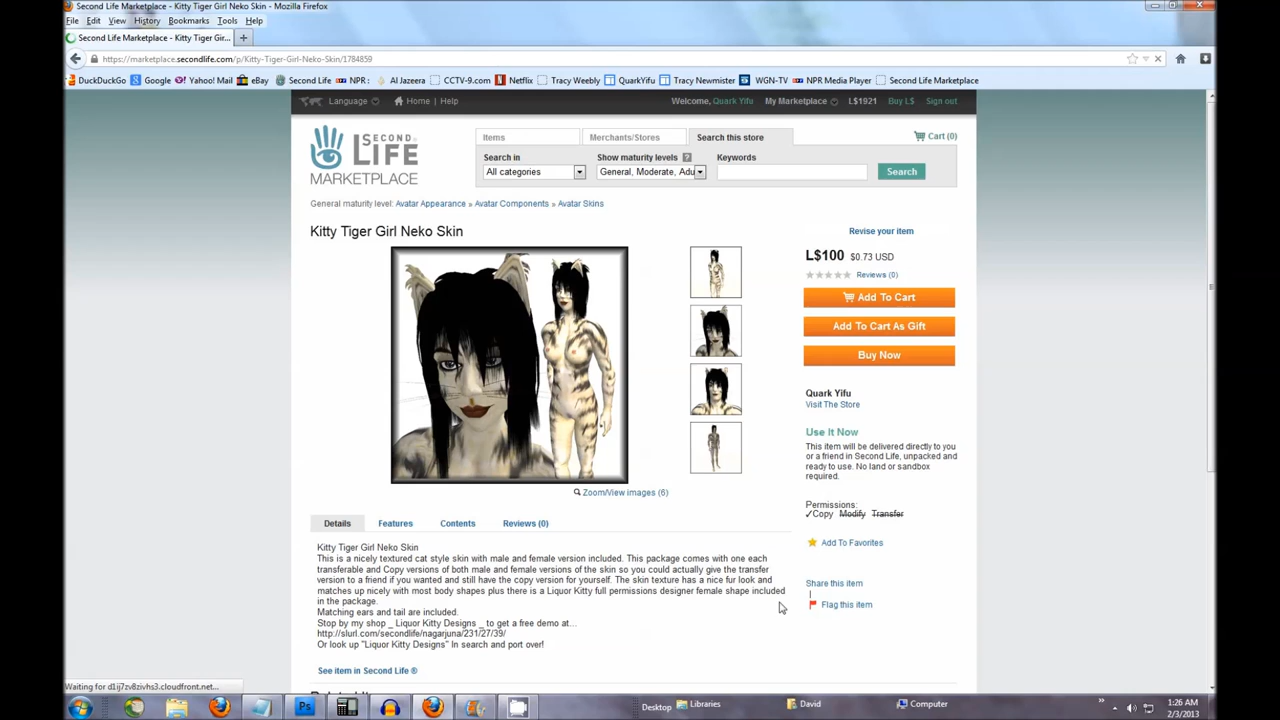 Second Life Marketplace - Kitty Tiger Girl Neko Skin - Mozilla Firefox
File Edit View History Bookmarks Tools Help
Second Life Marketplace - Kitty Tiger Gir...
https://marketplace.secondlife.com/p/Kitty-Tiger-Girl-Neko-Skin/1784859
DuckDuckGo Google Yahoo! Mail eBay Second Life NPR : Al Jazeera CCTV-9.com Netflix Tracy Weebly QuarkYifu Tracy Newmister WGN-TV NPR Media Player Second Life Marketplace
Language Home | Help Welcome, Quark Yifu My Marketplace L$1921 Buy L$ Sign out
SECOND LIFE MARKETPLACE
Items Merchants/Stores Search this store Cart (0)
Search in Show maturity levels ? Keywords
All categories General, Moderate, Adu Search
General maturity level: Avatar Appearance » Avatar Components » Avatar Skins
Kitty Tiger Girl Neko Skin
Revise your item
L$100 $0.73 USD
Reviews (0)
Add To Cart
Add To Cart As Gift
Buy Now
Quark Yifu
Visit The Store
Use It Now
This item will be delivered directly to you
or a friend in Second Life, unpacked and
ready to use. No land or sandbox
required.
Permissions:
✓Copy Modify Transfer
Add To Favorites
Share this item
|
Flag this item
Zoom/View images (6)
Details Features Contents Reviews (0)
Kitty Tiger Girl Neko Skin
This is a nicely textured cat style skin with male and female version included. This package comes with one each
transferable and Copy versions of both male and female versions of the skin so you could actually give the transfer
version to a friend if you wanted and still have the copy version for yourself. The skin texture has a nice fur look and
matches up nicely with most body shapes plus there is a Liquor Kitty full permissions designer female shape included
in the package.
Matching ears and tail are included.
Stop by my shop _ Liquor Kitty Designs _ to get a free demo at...
http://slurl.com/secondlife/nagarjuna/231/27/39/
Or look up "Liquor Kitty Designs" In search and port over!
See item in Second Life ®
Waiting for d1ij7zv8zivhs3.cloudfront.net...
Ps Desktop Libraries David Computer » 1:26 AM
2/3/2013